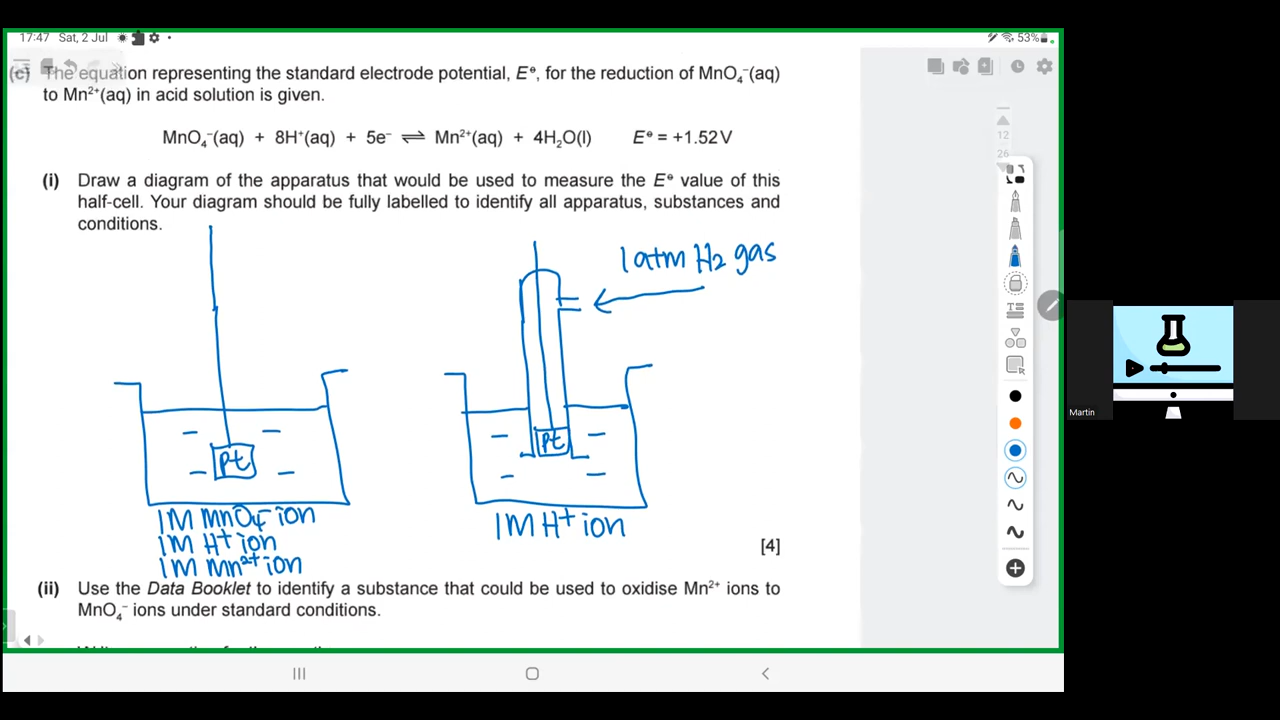 17:47 Sat, 2 Jul
53%
(c) The equation representing the standard electrode potential, E⦵, for the reduction of MnO₄⁻(aq)
to Mn²⁺(aq) in acid solution is given.
MnO₄⁻(aq) + 8H⁺(aq) + 5e⁻ ⇌ Mn²⁺(aq) + 4H₂O(l) E⦵ = +1.52V
12
26
(i) Draw a diagram of the apparatus that would be used to measure the E⦵ value of this
half-cell. Your diagram should be fully labelled to identify all apparatus, substances and
conditions.
1 atm H₂ gas
Pt
Pt
1M MnO₄⁻ ion
1M H⁺ ion
1M Mn²⁺ ion
1M H⁺ ion
[4]
(ii) Use the Data Booklet to identify a substance that could be used to oxidise Mn²⁺ ions to
MnO₄⁻ ions under standard conditions.
Martin